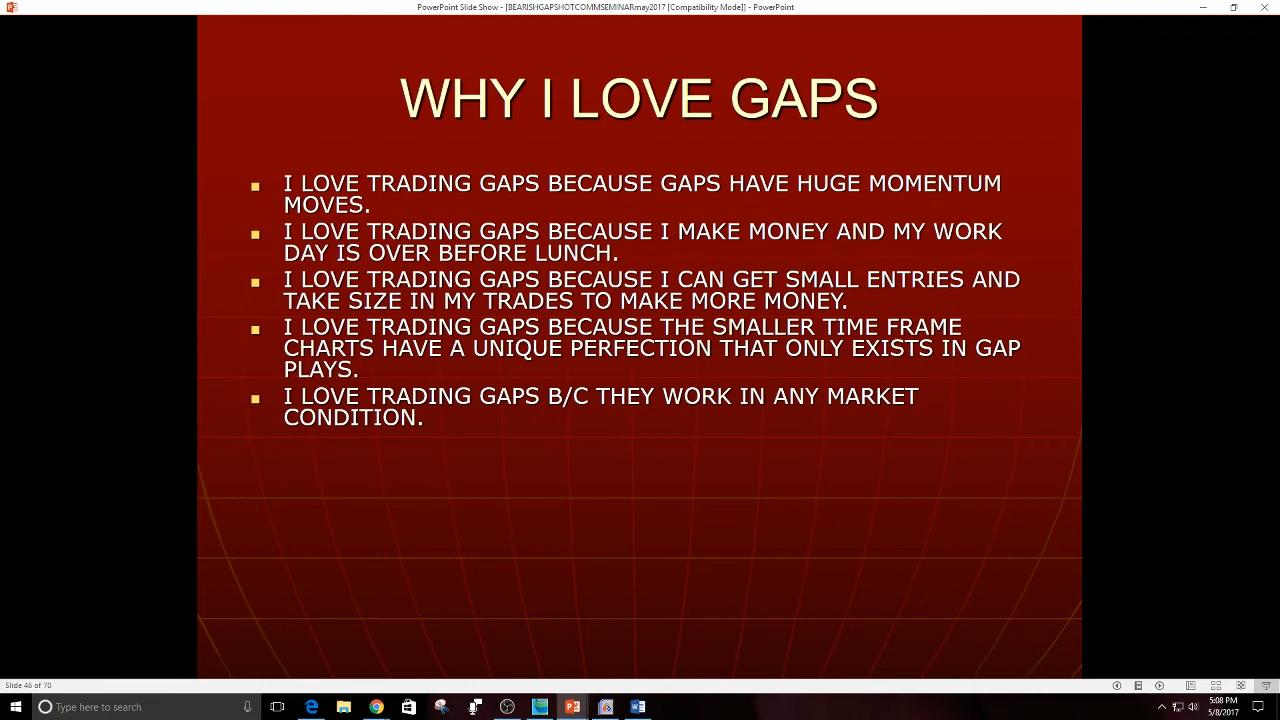 PowerPoint Slide Show - [BEARISHGAPSHOTCOMMSEMINARmay2017 [Compatibility Mode]] - PowerPoint
WHY I LOVE GAPS
I LOVE TRADING GAPS BECAUSE GAPS HAVE HUGE MOMENTUM
MOVES.
I LOVE TRADING GAPS BECAUSE I MAKE MONEY AND MY WORK
DAY IS OVER BEFORE LUNCH.
I LOVE TRADING GAPS BECAUSE I CAN GET SMALL ENTRIES AND
TAKE SIZE IN MY TRADES TO MAKE MORE MONEY.
I LOVE TRADING GAPS BECAUSE THE SMALLER TIME FRAME
CHARTS HAVE A UNIQUE PERFECTION THAT ONLY EXISTS IN GAP
PLAYS.
I LOVE TRADING GAPS B/C THEY WORK IN ANY MARKET
CONDITION.
Slide 46 of 70
Type here to search
5:08 PM
5/8/2017